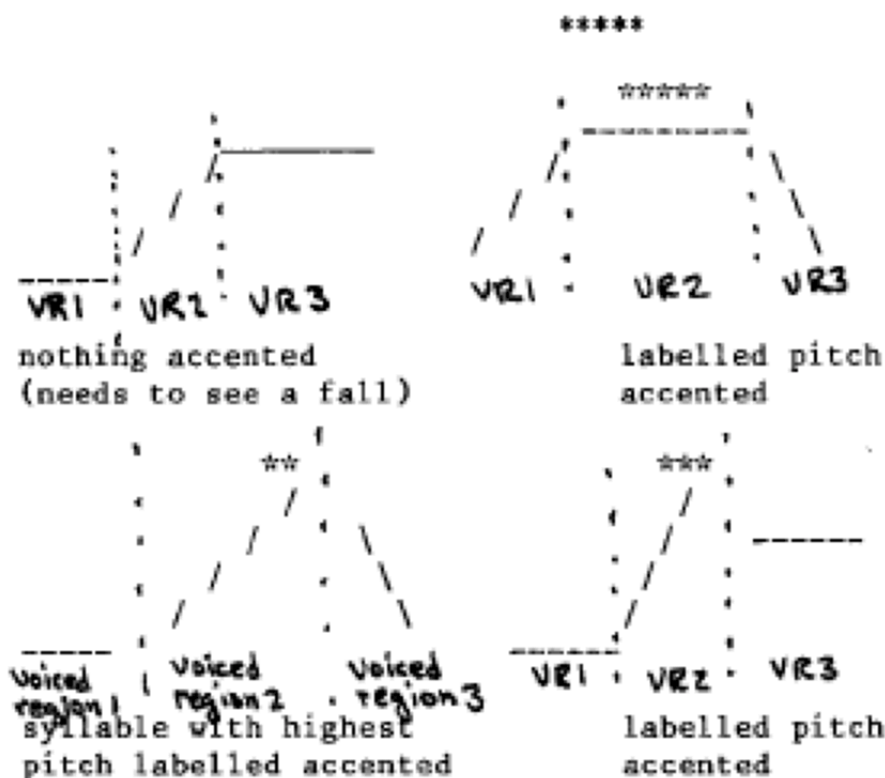 *****
*****
VR1 VR2 VR3
VR1 VR2 VR3
nothing accented
(needs to see a fall)
labelled pitch
accented
**
***
voiced region 1
voiced region 2
voiced region 3
VR1 VR2 VR3
syllable with highest
pitch labelled accented
labelled pitch
accented